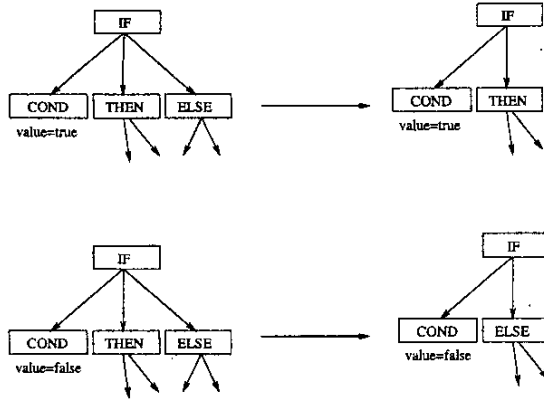 IF
IF
COND THEN ELSE
COND THEN
value=true
value=true
IF
IF
COND THEN ELSE
COND ELSE
value=false
value=false